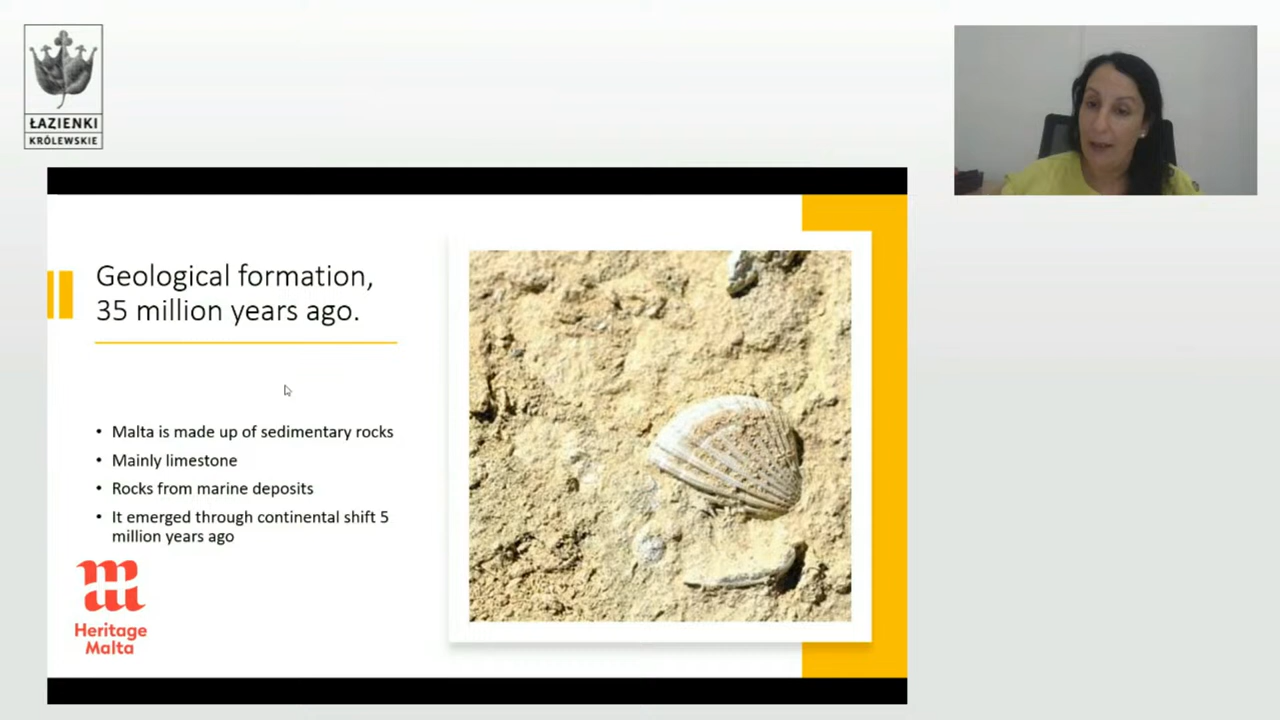 ŁAZIENKI
KRÓLEWSKIE
Geological formation,
35 million years ago.
• Malta is made up of sedimentary rocks
• Mainly limestone
• Rocks from marine deposits
• It emerged through continental shift 5
million years ago
Heritage
Malta